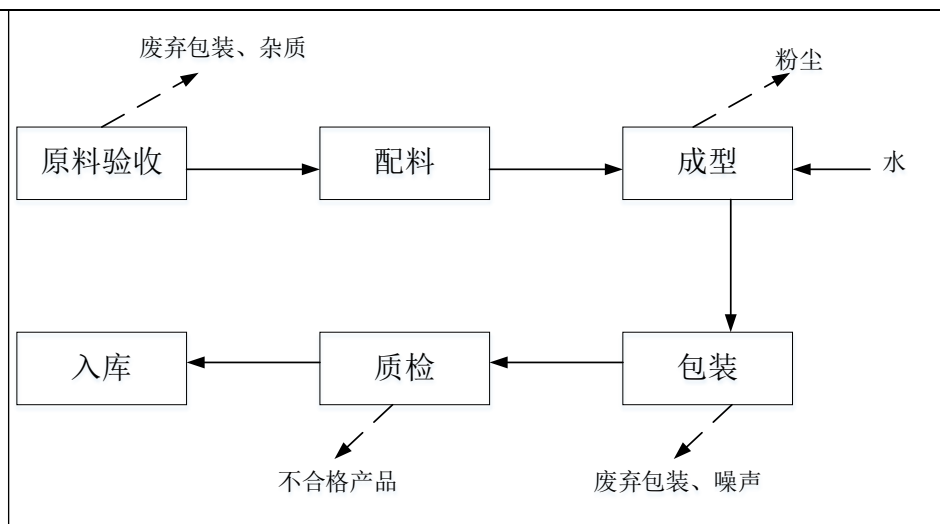 废弃包装、杂质
粉尘
原料验收
配料
成型
水
入库
质检
包装
不合格产品
废弃包装、噪声